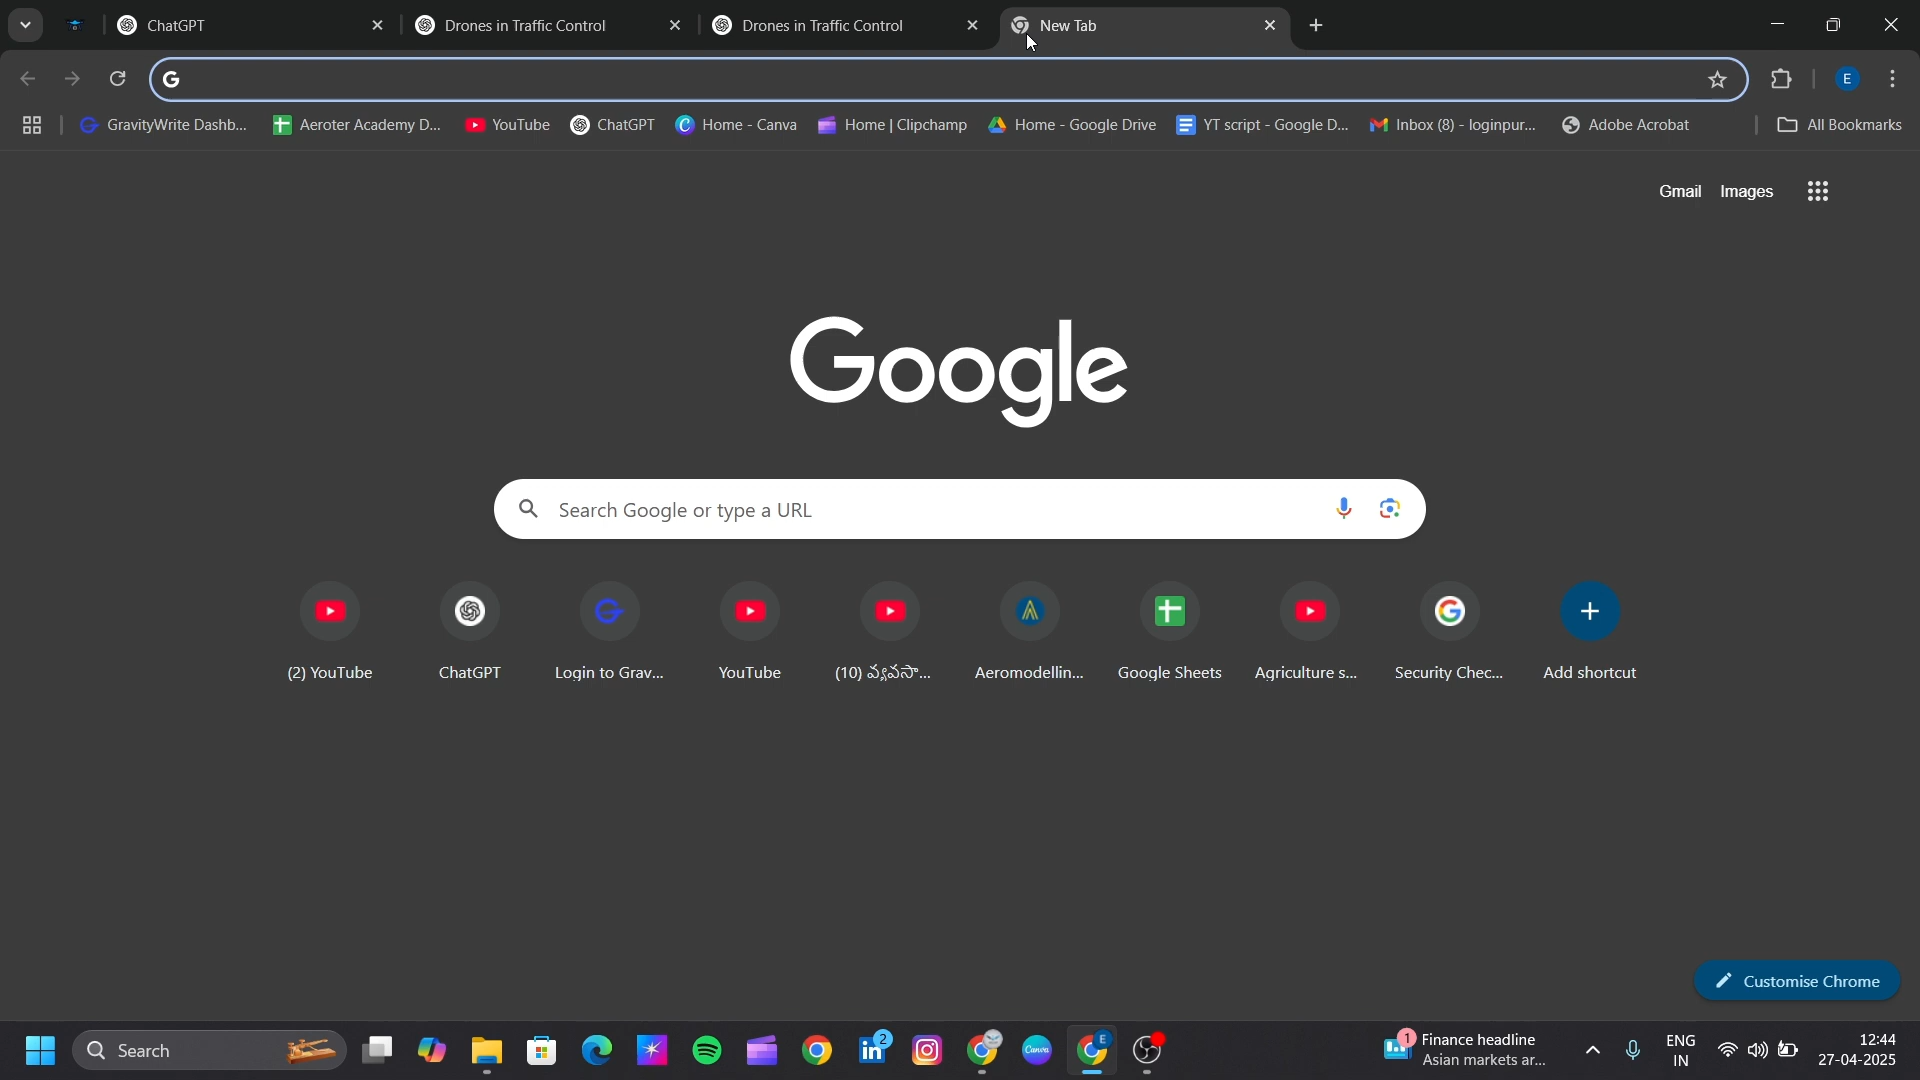 ChatGPT
Drones in Traffic Control
Drones in Traffic Control
New Tab
GravityWrite Dashb...
Aeroter Academy D...
YouTube
ChatGPT
Home - Canva
Home | Clipchamp
Home - Google Drive
YT script - Google D...
Inbox (8) - loginpur...
Adobe Acrobat
All Bookmarks
Gmail
Images
Google
Search Google or type a URL
(2) YouTube
ChatGPT
Login to Grav...
YouTube
(10) వ్యవసా...
Aeromodellin...
Google Sheets
Agriculture s...
Security Chec...
Add shortcut
Customise Chrome
Search
2
Canva
E
1
Finance headline
Asian markets ar...
ENG
IN
12:44
27-04-2025